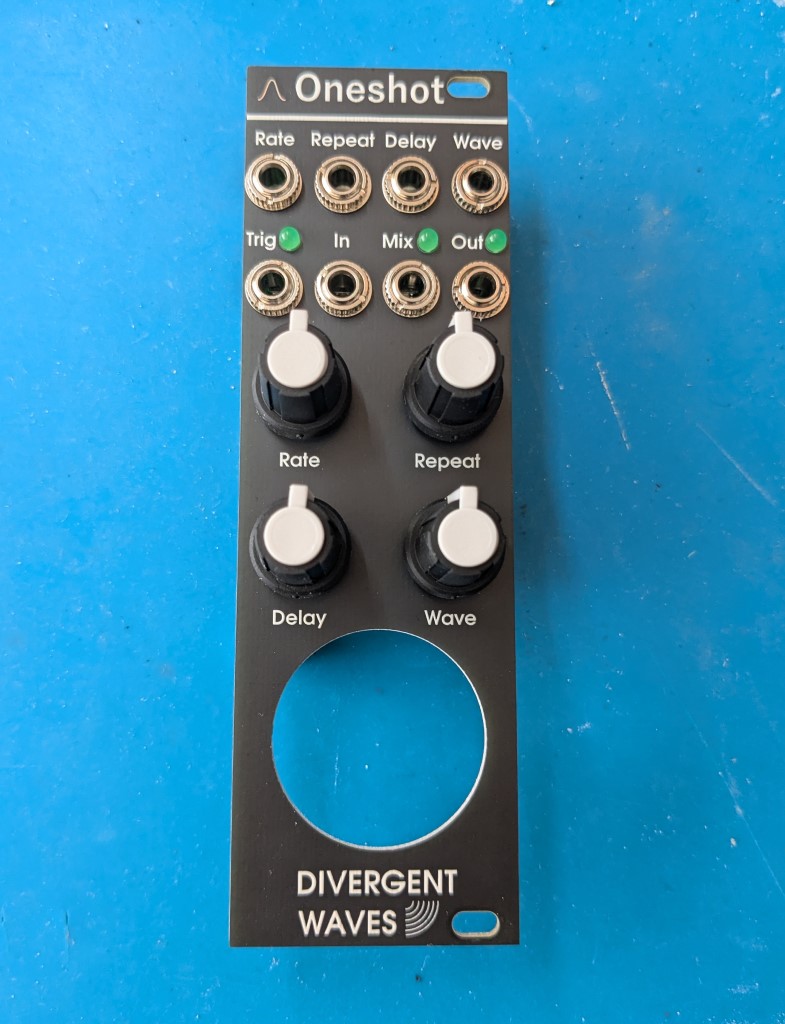 Oneshot
Rate Repeat Delay Wave
Trig In Mix Out
Rate Repeat
Delay Wave
DIVERGENT
WAVES